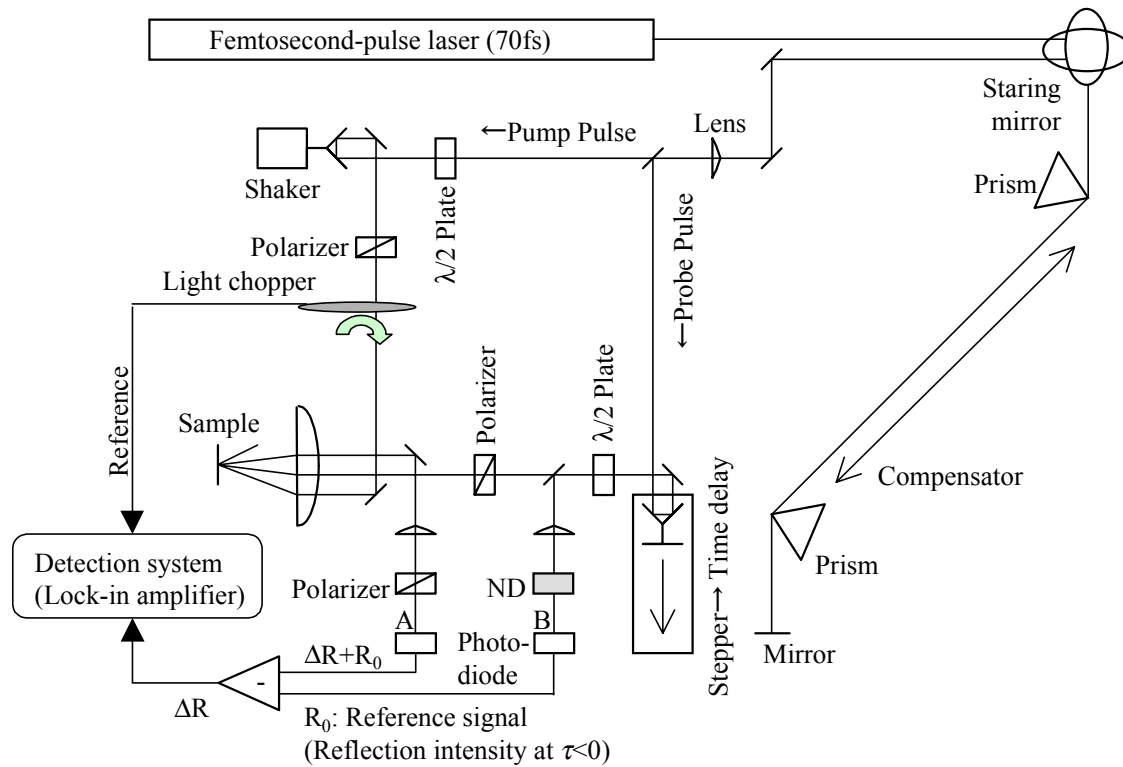 Femtosecond-pulse laser (70fs)
Staring
mirror
←Pump Pulse
Lens
Shaker
λ/2 Plate
Prism
Polarizer
Light chopper
←Probe Pulse
Reference
Sample
Polarizer
λ/2 Plate
Compensator
Stepper→ Time delay
Detection system
(Lock-in amplifier)
Polarizer
ND
Prism
A
B
Photo-
diode
Mirror
ΔR+R₀
-
ΔR
R₀: Reference signal
(Reflection intensity at τ<0)